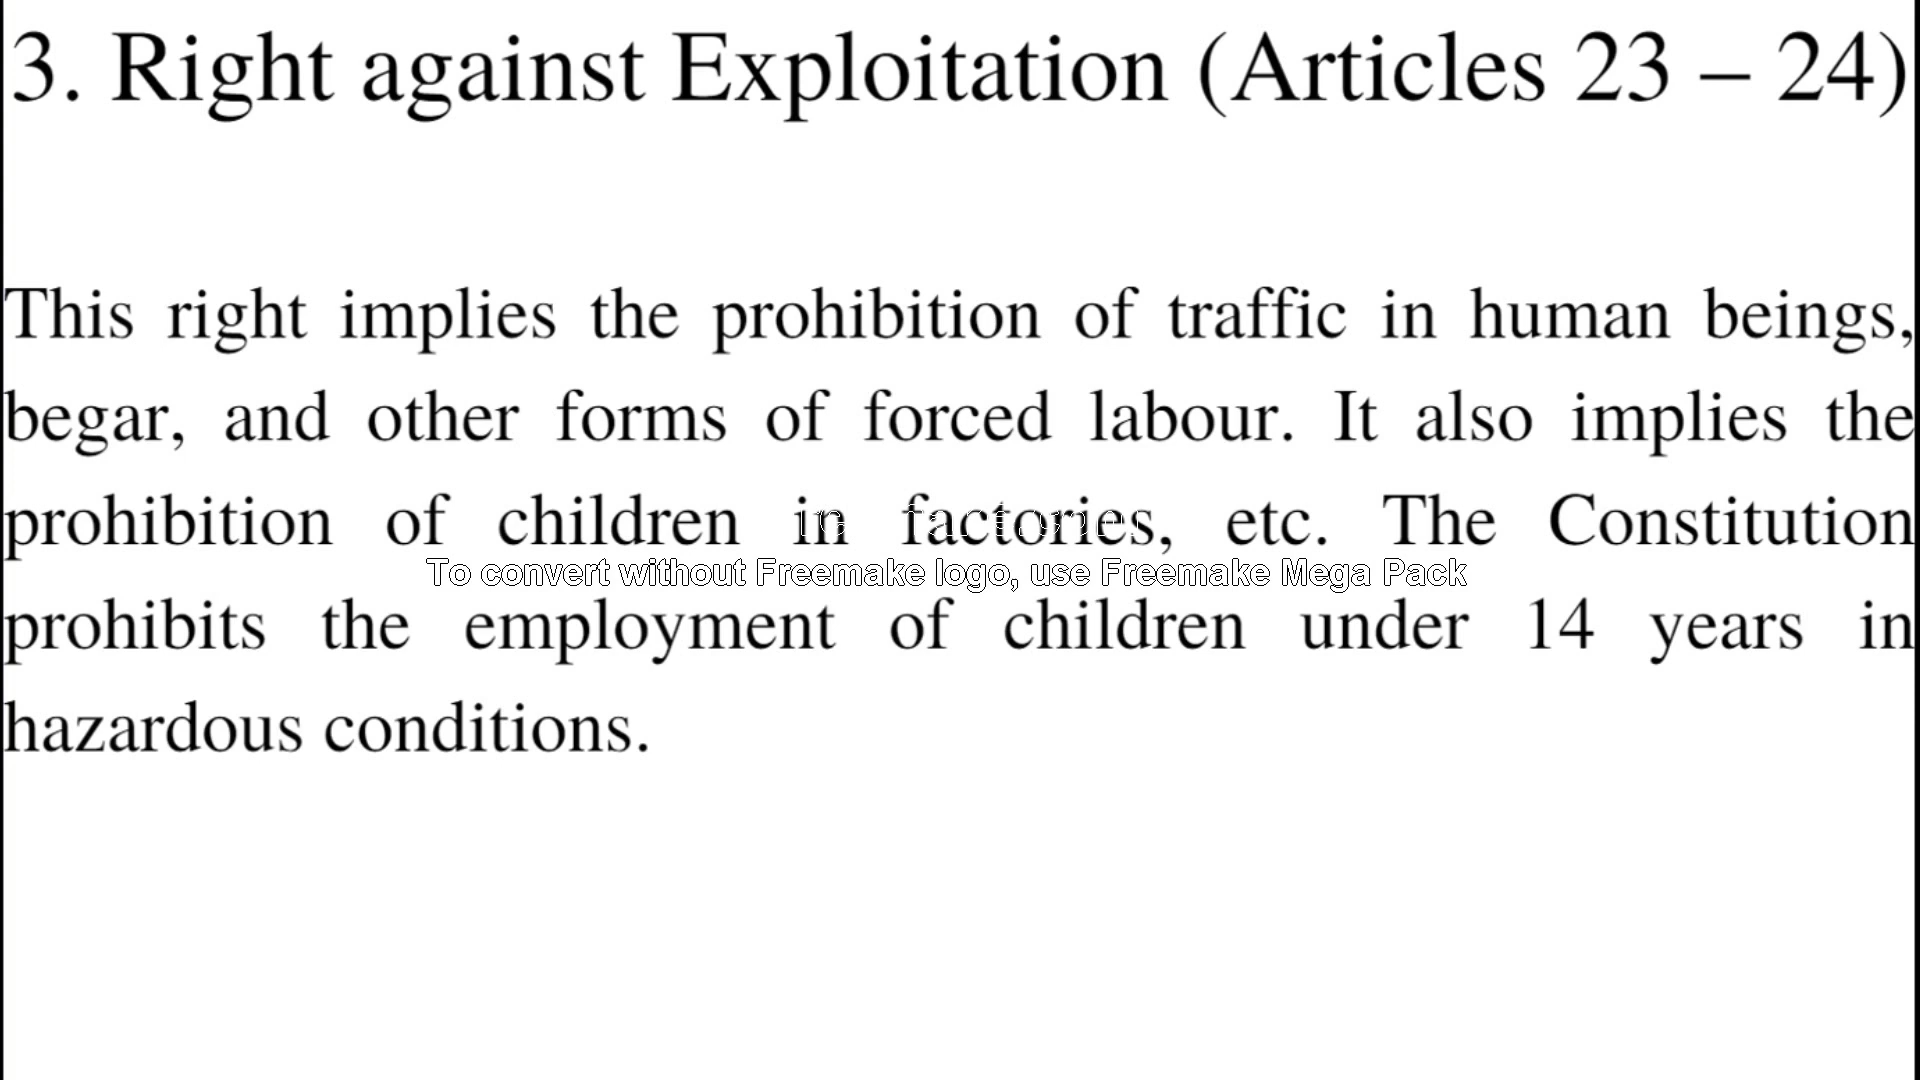 3. Right against Exploitation (Articles 23 – 24)
This right implies the prohibition of traffic in human beings,
begar, and other forms of forced labour. It also implies the
prohibition of children in factories, etc. The Constitution
To convert without Freemake logo, use Freemake Mega Pack
prohibits the employment of children under 14 years in
hazardous conditions.